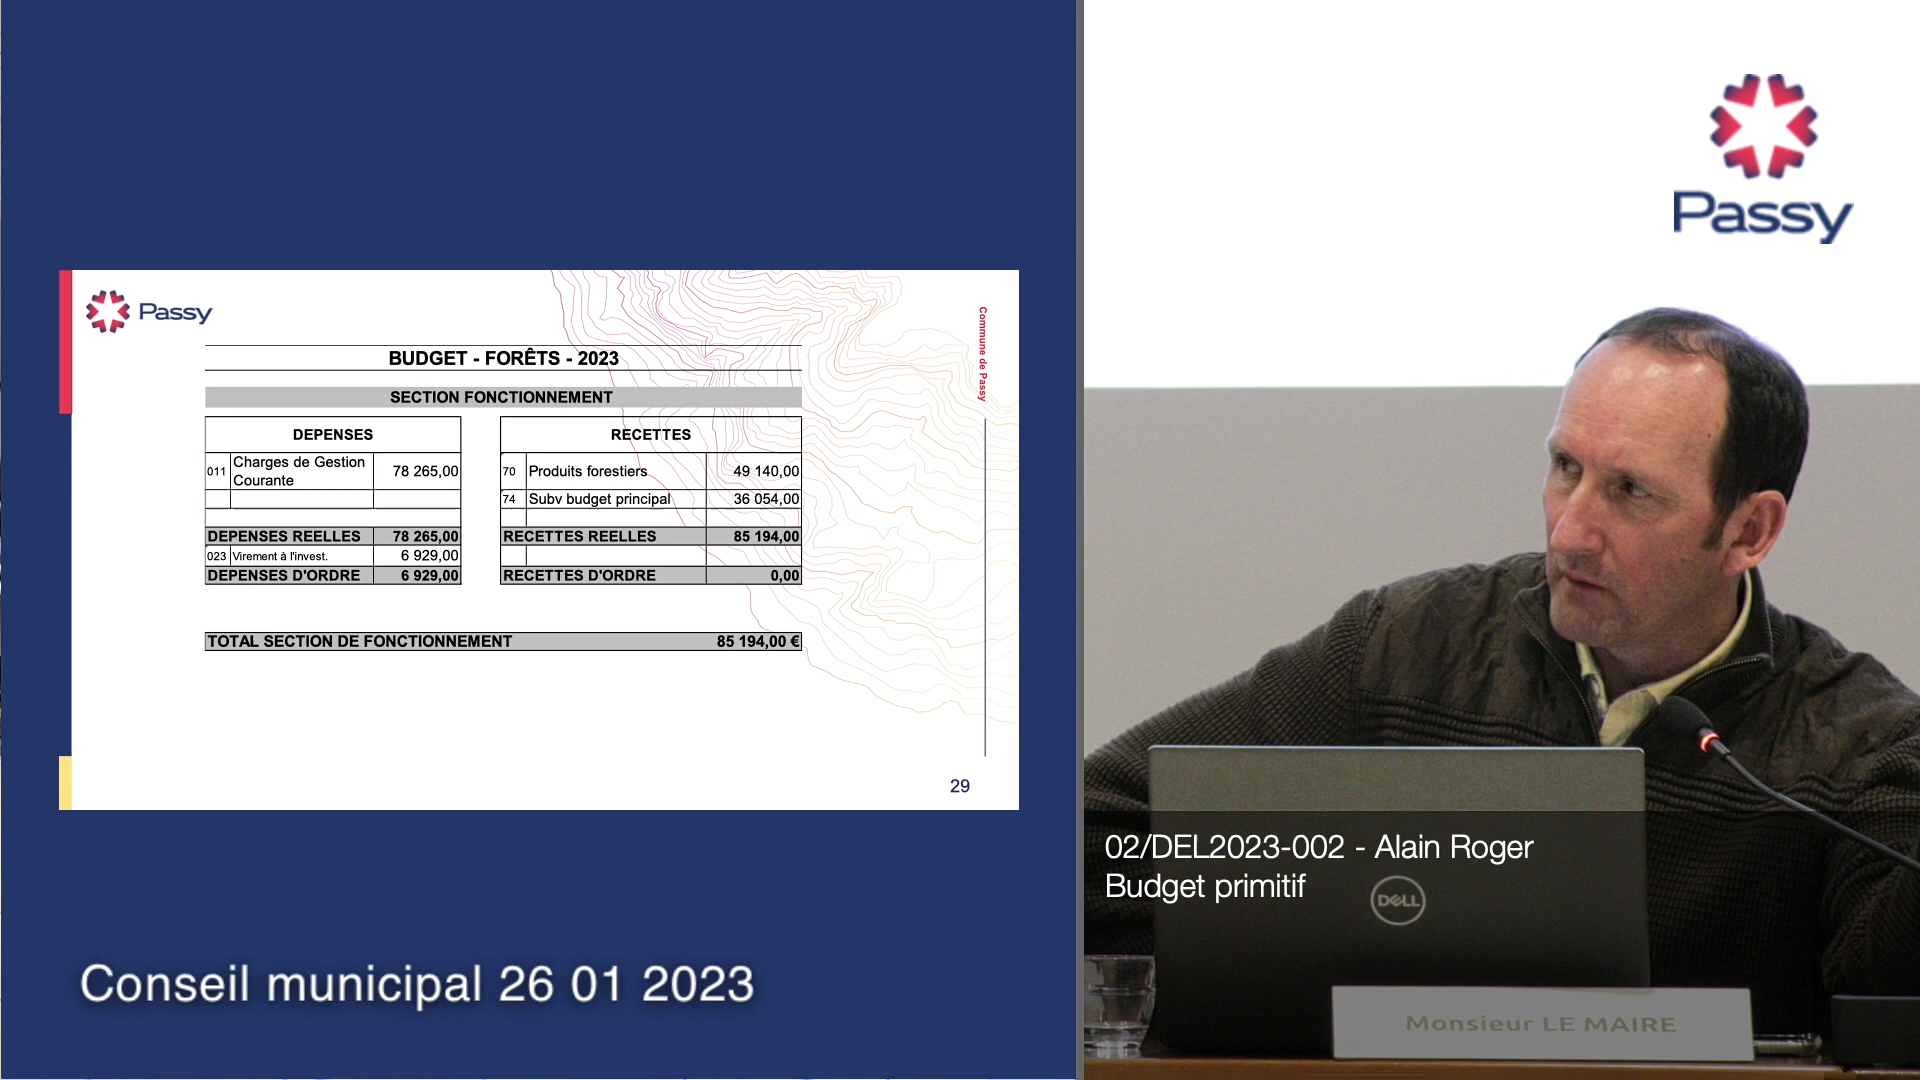 Passy
Commune de Passy
BUDGET - FORÊTS - 2023
SECTION FONCTIONNEMENT
DEPENSES
011 Charges de Gestion Courante 78 265,00
DEPENSES REELLES 78 265,00
023 Virement à l'invest. 6 929,00
DEPENSES D'ORDRE 6 929,00
RECETTES
70 Produits forestiers 49 140,00
74 Subv budget principal 36 054,00
RECETTES REELLES 85 194,00
RECETTES D'ORDRE 0,00
TOTAL SECTION DE FONCTIONNEMENT 85 194,00 €
29
Conseil municipal 26 01 2023
Passy
02/DEL2023-002 - Alain Roger
Budget primitif
DELL
Monsieur LE MAIRE